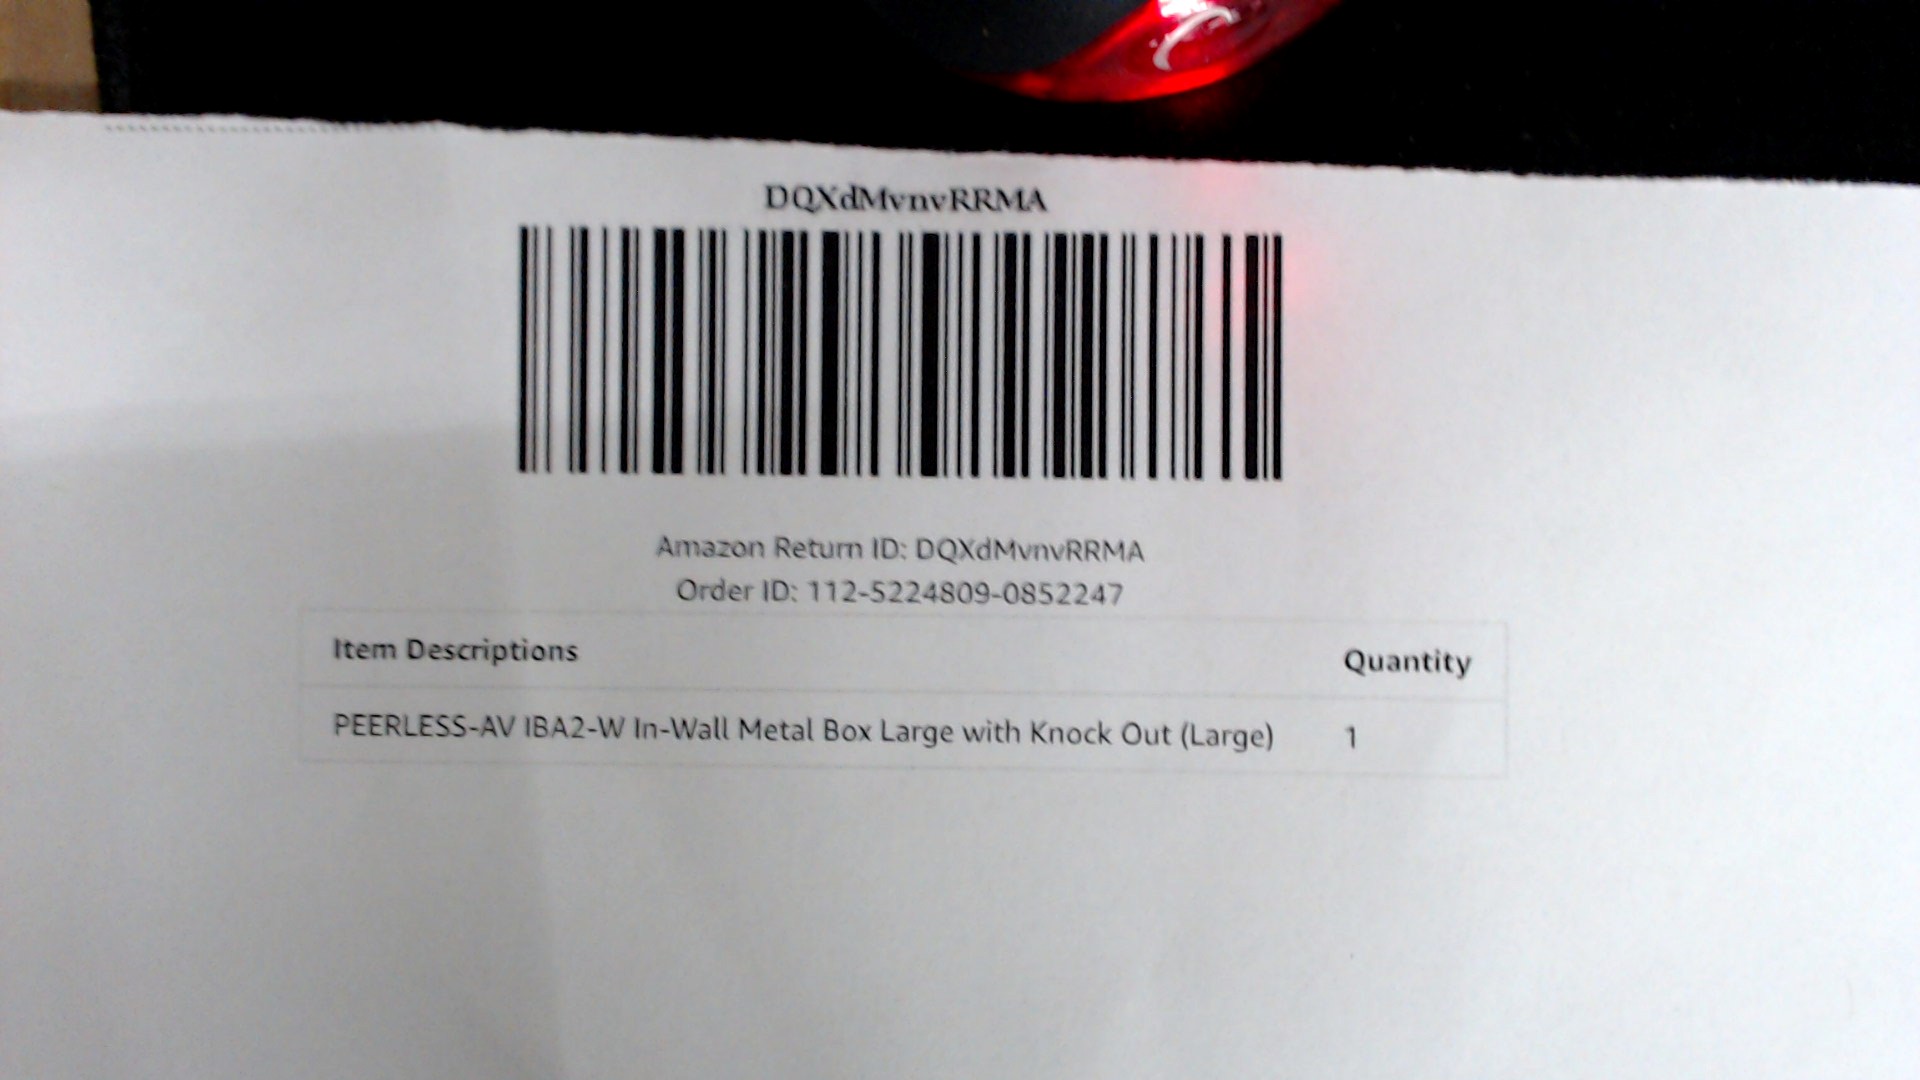 DQXdMvnvRRMA
Amazon Return ID: DQXdMvnvRRMA
Order ID: 112-5224809-0852247
Item Descriptions Quantity
PEERLESS-AV IBA2-W In-Wall Metal Box Large with Knock Out (Large) 1